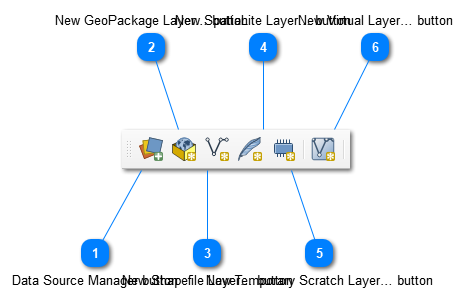 New GeoPackage Layer... button
New SpatiaLite Layer... button
New Virtual Layer... button
2
4
6
1
3
5
Data Source Manager button
New Shapefile Layer... button
New Temporary Scratch Layer... button